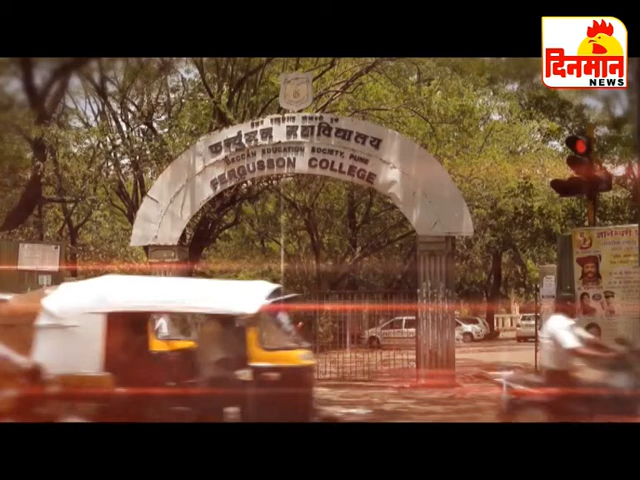 दिनमान
NEWS
फर्ग्युसन महाविद्यालय
DECCAN EDUCATION SOCIETY, PUNE
FERGUSSON COLLEGE